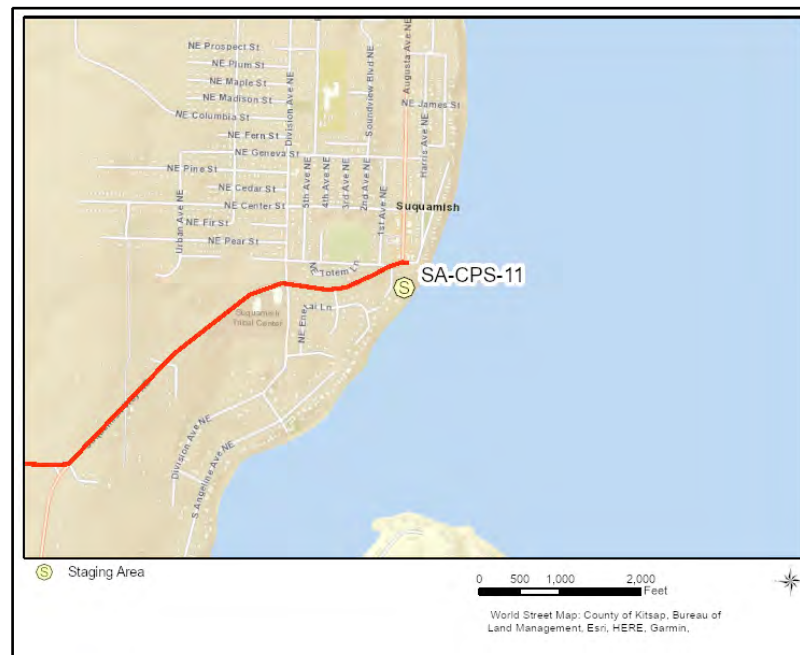 NE Prospect St
NE Plum St
NE Maple St
NE Madison St
NE Columbia St
NE Fern St
NE Geneva St
NE Pine St
NE Cedar St
NE Center St
NE Fir St
NE Pear St
Urban Ave NE
Division Ave NE
5th Ave NE
4th Ave NE
3rd Ave NE
2nd Ave NE
1st Ave NE
Soundview Blvd NE
Augusta Ave NE
NE James St
Harris Ave NE
Suquamish
Totem Ln
SA-CPS-11
S
Suquamish
Tribal Center
Division Ave NE
S Angeline Ave NE
S Staging Area
0 500 1,000 2,000
Feet
World Street Map: County of Kitsap, Bureau of
Land Management, Esri, HERE, Garmin,